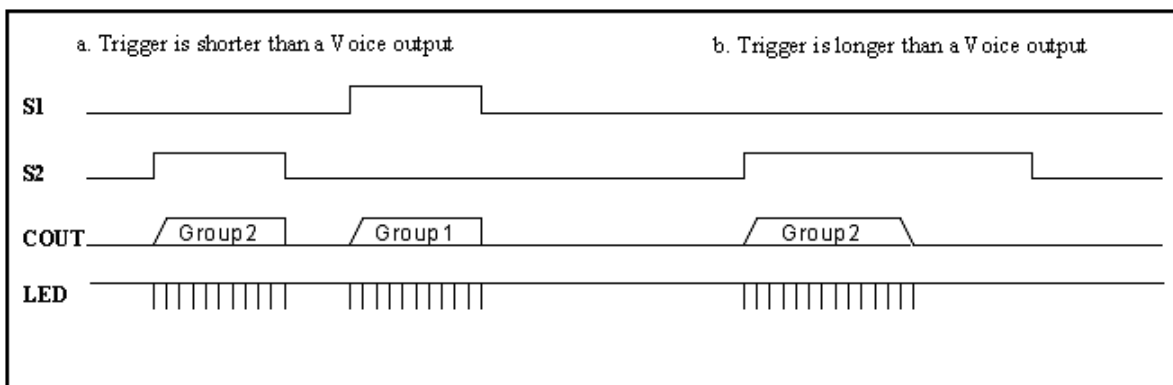 a. Trigger is shorter than a Voice output
b. Trigger is longer than a Voice output
S1
S2
COUT
Group2
Group1
Group2
LED